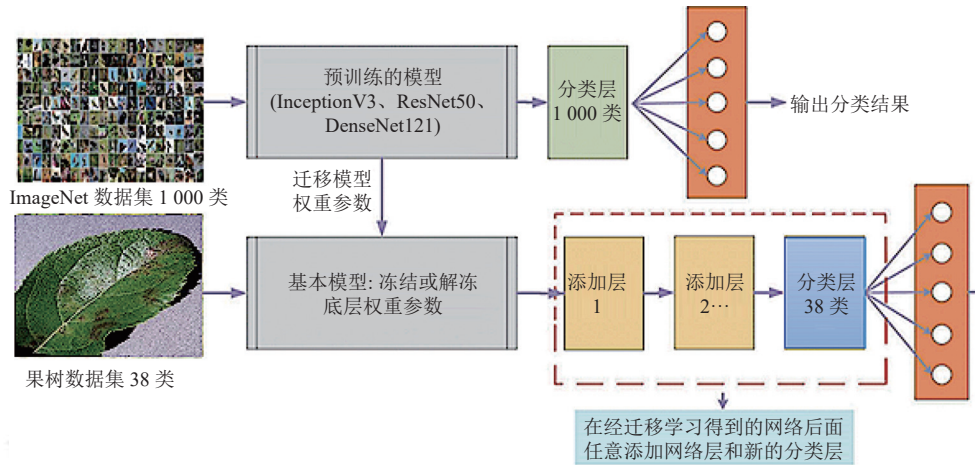 预训练的模型
(InceptionV3、ResNet50、
DenseNet121)
分类层
1 000 类
输出分类结果
ImageNet 数据集 1 000 类
迁移模型
权重参数
基本模型: 冻结或解冻
底层权重参数
添加层
1
添加层
2…
分类层
38 类
果树数据集 38 类
在经迁移学习得到的网络后面
任意添加网络层和新的分类层